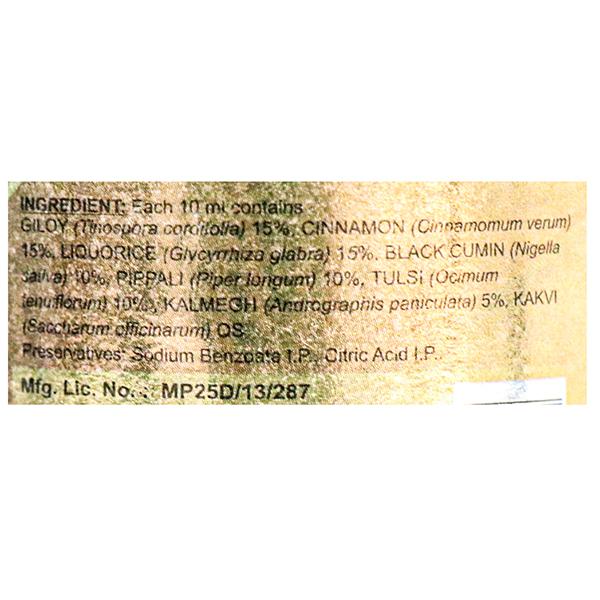 INGREDIENT: Each 10 ml contains
GILOY (Tinospora cordifolia) 15%, CINNAMON (Cinnamomum verum)
15%, LIQUORICE (Glycyrrhiza glabra) 15%, BLACK CUMIN (Nigella
sativa) 10%, PIPPALI (Piper longum) 10%, TULSI (Ocimum
tenuiflorum) 10%, KALMEGH (Andrographis paniculata) 5%, KAKVI
(Saccharum officinarum) QS
Preservatives: Sodium Benzoate I.P., Citric Acid I.P..
Mfg. Lic. No. : MP25D/13/287